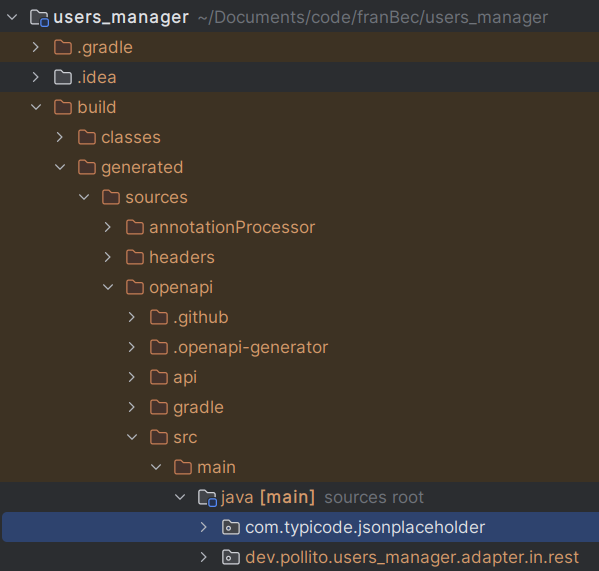 users_manager ~/Documents/code/franBec/users_manager
.gradle
.idea
build
classes
generated
sources
annotationProcessor
headers
openapi
.github
.openapi-generator
api
gradle
src
main
java [main] sources root
com.typicode.jsonplaceholder
dev.pollito.users_manager.adapter.in.rest